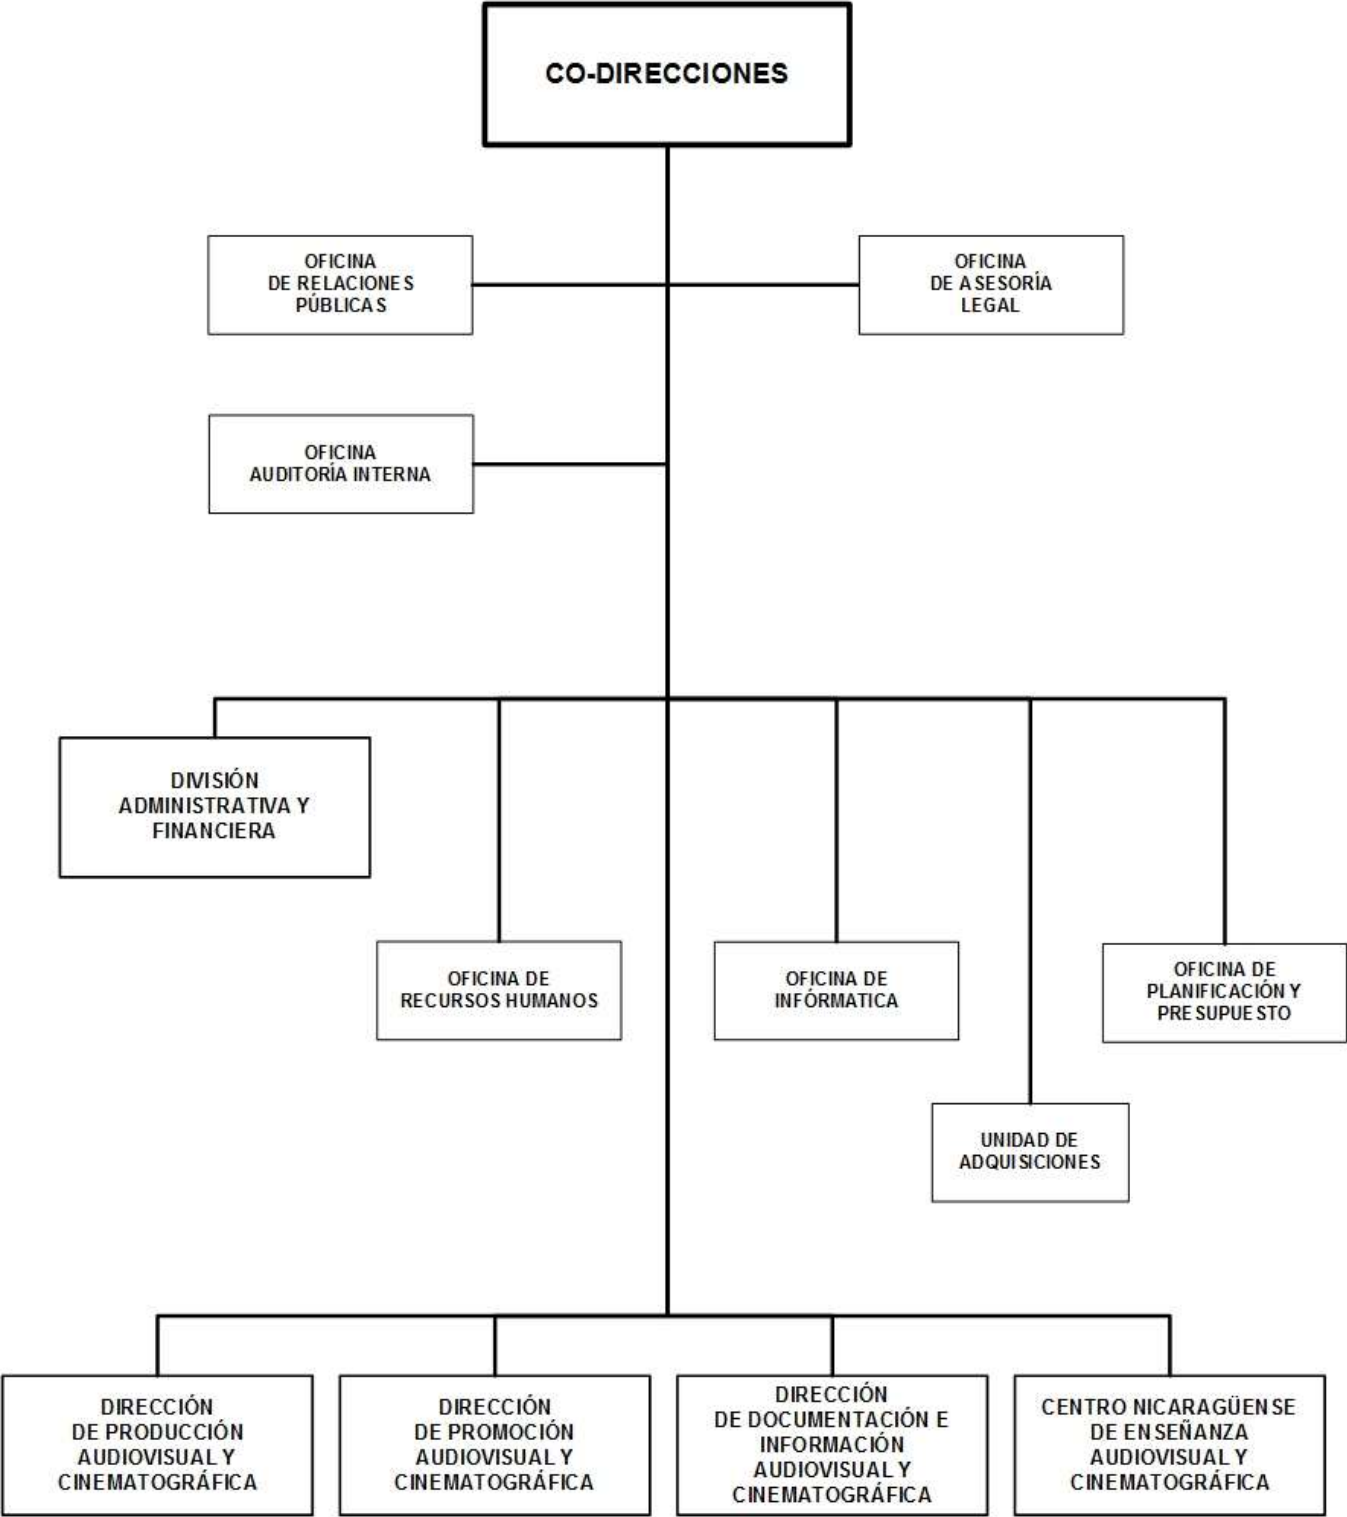 CO-DIRECCIONES
OFICINA
DE RELACIONES
PÚBLICAS
OFICINA
DE ASESORÍA
LEGAL
OFICINA
AUDITORÍA INTERNA
DIVISIÓN
ADMINISTRATIVA Y
FINANCIERA
OFICINA DE
RECURSOS HUMANOS
OFICINA DE
INFÓRMATICA
OFICINA DE
PLANIFICACIÓN Y
PRESUPUESTO
UNIDAD DE
ADQUISICIONES
DIRECCIÓN
DE PRODUCCIÓN
AUDIOVISUAL Y
CINEMATOGRÁFICA
DIRECCIÓN
DE PROMOCIÓN
AUDIOVISUAL Y
CINEMATOGRÁFICA
DIRECCIÓN
DE DOCUMENTACIÓN E
INFORMACIÓN
AUDIOVISUAL Y
CINEMATOGRÁFICA
CENTRO NICARAGÜENSE
DE ENSEÑANZA
AUDIOVISUAL Y
CINEMATOGRÁFICA